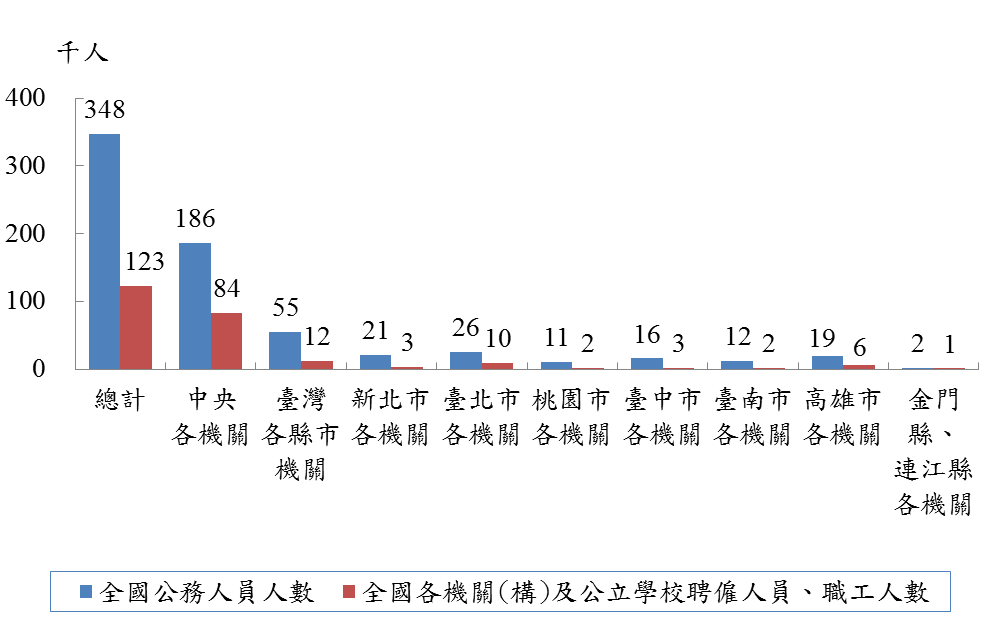 千人
400
300
200
100
0
348
123
186
84
55
12
21
3
26
10
11
2
16
3
12
2
19
6
2
1
總計
中央
各機關
臺灣
各縣市
機關
新北市
各機關
臺北市
各機關
桃園市
各機關
臺中市
各機關
臺南市
各機關
高雄市
各機關
金門
縣、
連江縣
各機關
全國公務人員人數
全國各機關(構)及公立學校聘僱人員、職工人數